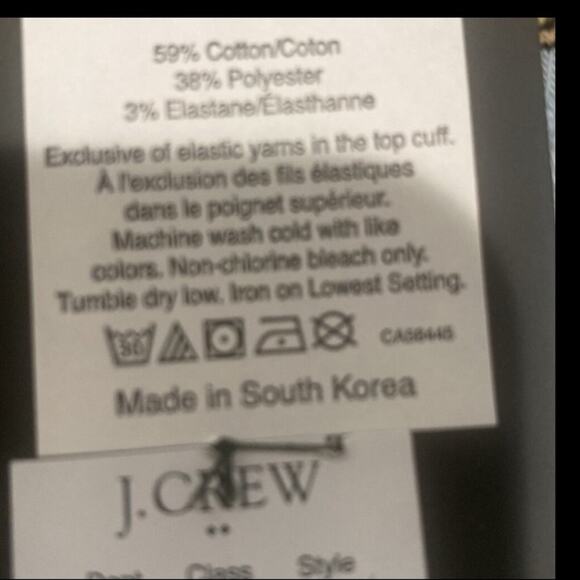 59% Cotton/Coton
38% Polyester
3% Elastane/Élasthanne
Exclusive of elastic yarns in the top cuff.
À l'exclusion des fils élastiques
dans le poignet supérieur.
Machine wash cold with like
colors. Non-chlorine bleach only.
Tumble dry low. Iron on Lowest Setting.
30 CA58445
Made in South Korea
J.CREW
Dept Class Style